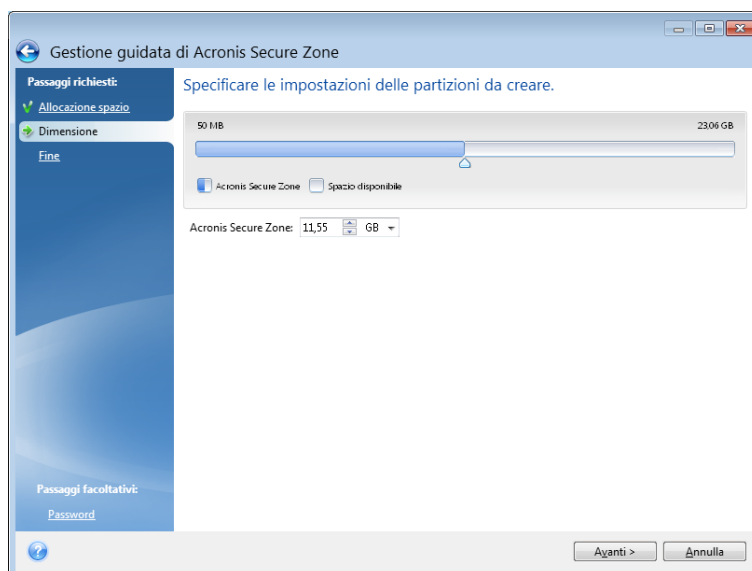 Gestione guidata di Acronis Secure Zone
Passaggi richiesti:
Allocazione spazio
Dimensione
Fine
Specificare le impostazioni delle partizioni da creare.
50 MB 23,06 GB
Acronis Secure Zone Spazio disponibile
Acronis Secure Zone: 11,55 GB
Passaggi facoltativi:
Password
? Avanti > Annulla